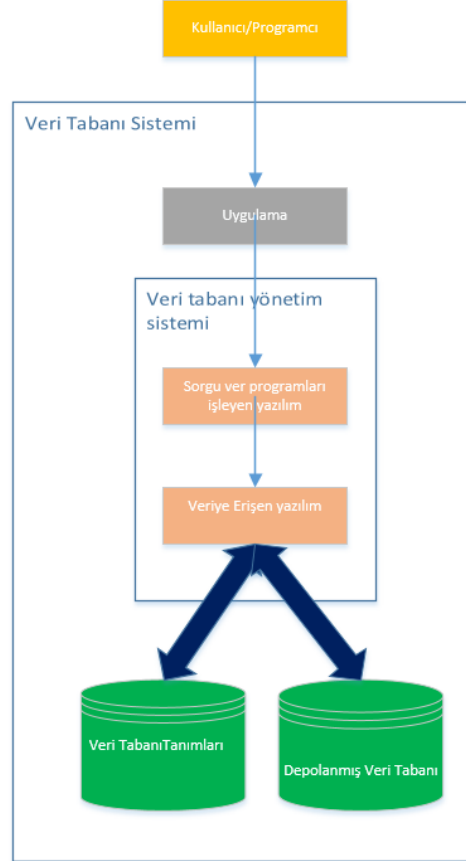 Kullanıcı/Programcı
Veri Tabanı Sistemi
Uygulama
Veri tabanı yönetim
sistemi
Sorgu ver programları
işleyen yazılım
Veriye Erişen yazılım
Veri TabanıTanımları
Depolanmış Veri Tabanı